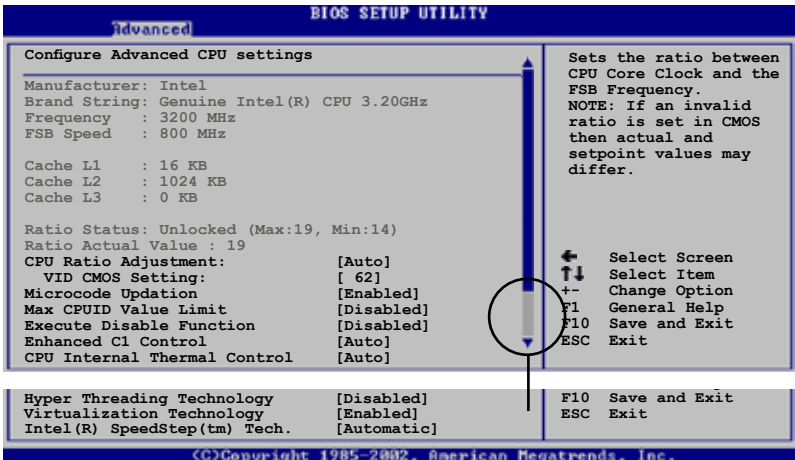 BIOS SETUP UTILITY
Advanced
Configure Advanced CPU settings
Manufacturer: Intel
Brand String: Genuine Intel(R) CPU 3.20GHz
Frequency : 3200 MHz
FSB Speed : 800 MHz
Cache L1 : 16 KB
Cache L2 : 1024 KB
Cache L3 : 0 KB
Ratio Status: Unlocked (Max:19, Min:14)
Ratio Actual Value : 19
CPU Ratio Adjustment: [Auto]
VID CMOS Setting: [ 62]
Microcode Updation [Enabled]
Max CPUID Value Limit [Disabled]
Execute Disable Function [Disabled]
Enhanced C1 Control [Auto]
CPU Internal Thermal Control [Auto]
Hyper Threading Technology [Disabled]
Virtualization Technology [Enabled]
Intel(R) SpeedStep(tm) Tech. [Automatic]
Sets the ratio between
CPU Core Clock and the
FSB Frequency.
NOTE: If an invalid
ratio is set in CMOS
then actual and
setpoint values may
differ.
Select Screen
Select Item
+- Change Option
F1 General Help
F10 Save and Exit
ESC Exit
F10 Save and Exit
ESC Exit
(C)Copyright 1985-2002, American Megatrends, Inc.